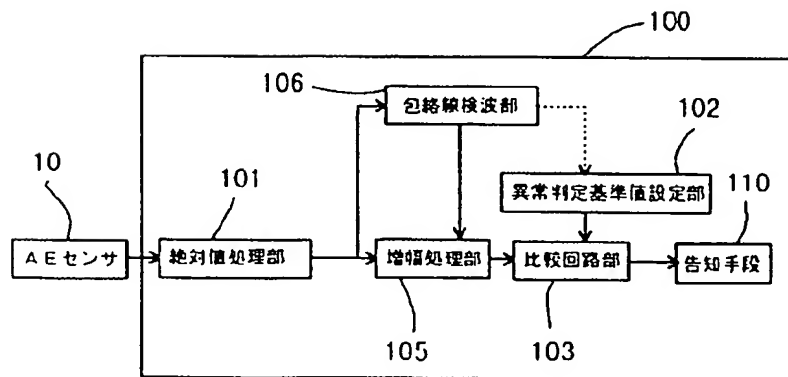 100
106
包絡線検波部
102
10
101
異常判定基準値設定部
110
AEセンサ
絶対値処理部
増幅処理部
比較回路部
告知手段
105
103